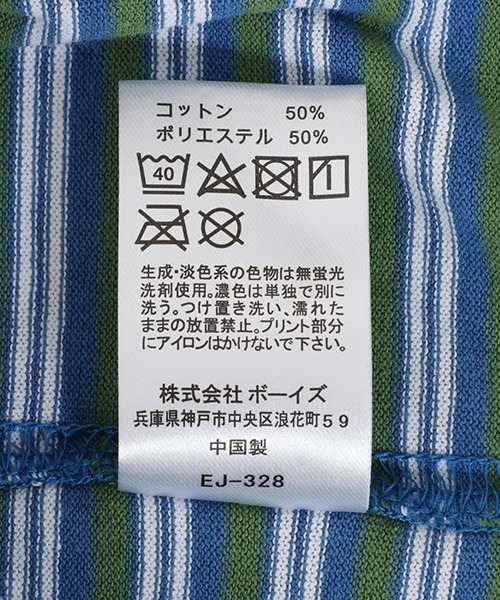 コットン 50%
ポリエステル 50%
40
生成・淡色系の色物は無蛍光
洗剤使用。濃色は単独で別に
洗う。つけ置き洗い、濡れた
ままの放置禁止。プリント部分
にアイロンはかけないで下さい。
株式会社 ボーイズ
兵庫県神戸市中央区浪花町59
中国製
EJ-328